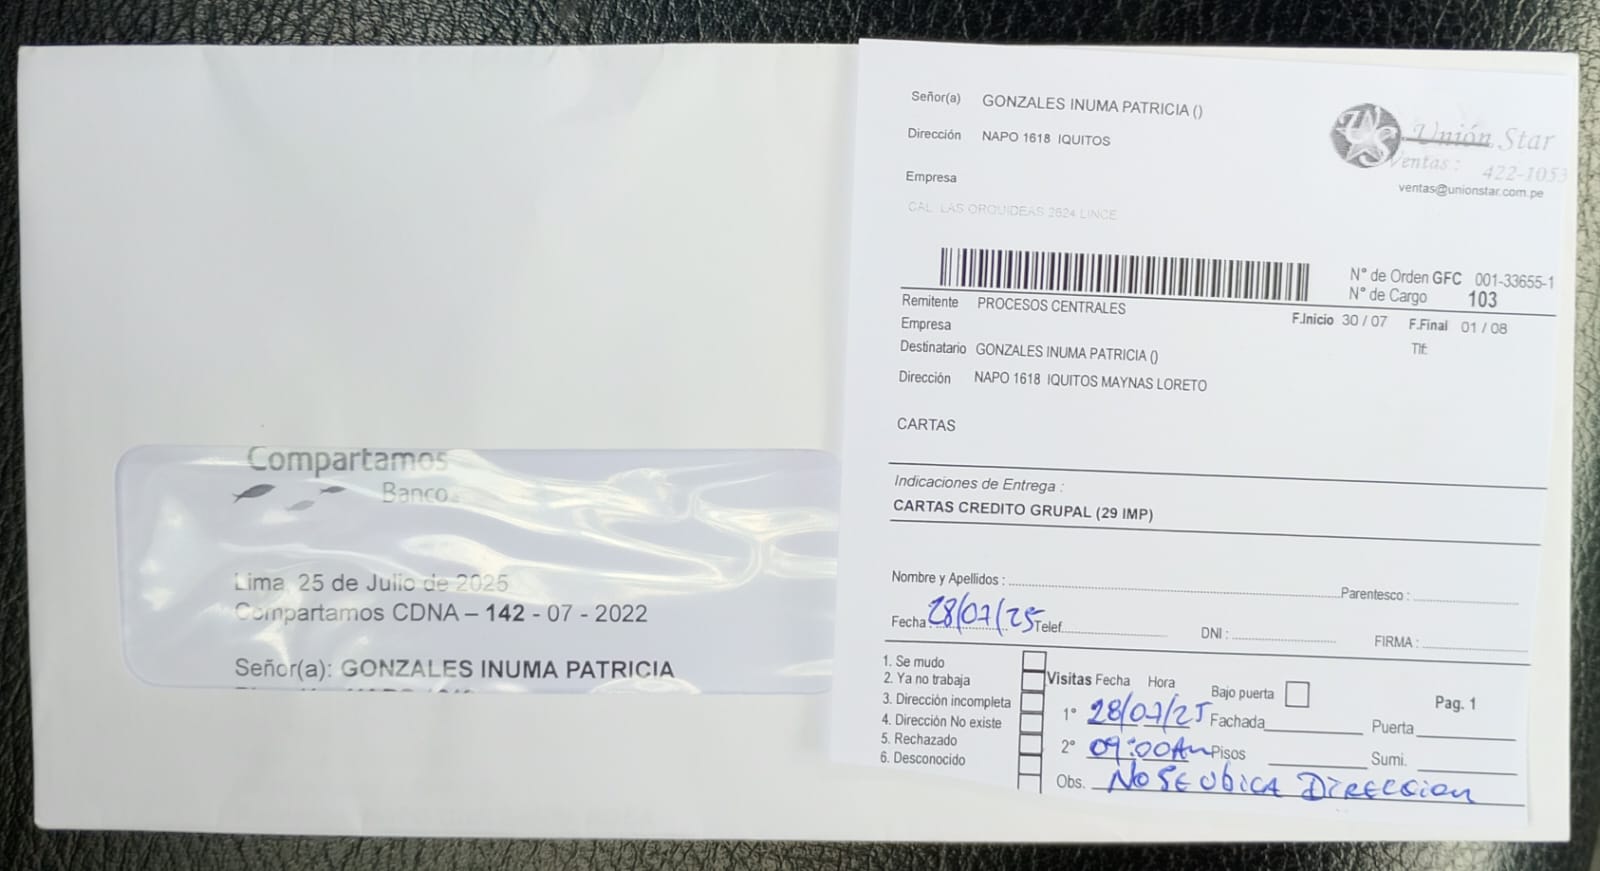 Compartamos
Banco
Lima, 25 de Julio de 2025
Compartamos CDNA – 142 - 07 - 2022
Señor(a): GONZALES INUMA PATRICIA
Señor(a) GONZALES INUMA PATRICIA ()
Dirección NAPO 1618 IQUITOS
Empresa
CAL. LAS ORQUIDEAS 2624 LINCE
Unión Star
Ventas : 422-1053
ventas@unionstar.com.pe
N° de Orden GFC 001-33655-1
N° de Cargo 103
Remitente PROCESOS CENTRALES
F.Inicio 30 / 07 F.Final 01 / 08
Empresa
Tlf:
Destinatario GONZALES INUMA PATRICIA ()
Dirección NAPO 1618 IQUITOS MAYNAS LORETO
CARTAS
Indicaciones de Entrega :
CARTAS CREDITO GRUPAL (29 IMP)
Nombre y Apellidos : Parentesco :
Fecha: 28/07/25 Telef. DNI : FIRMA :
1. Se mudo
2. Ya no trabaja
3. Dirección incompleta
4. Dirección No existe
5. Rechazado
6. Desconocido
Visitas Fecha Hora Bajo puerta Pag. 1
1° 28/07/25 Fachada Puerta
2° 09:00Am Pisos Sumi.
Obs. NO SE UBICA DIRECCION